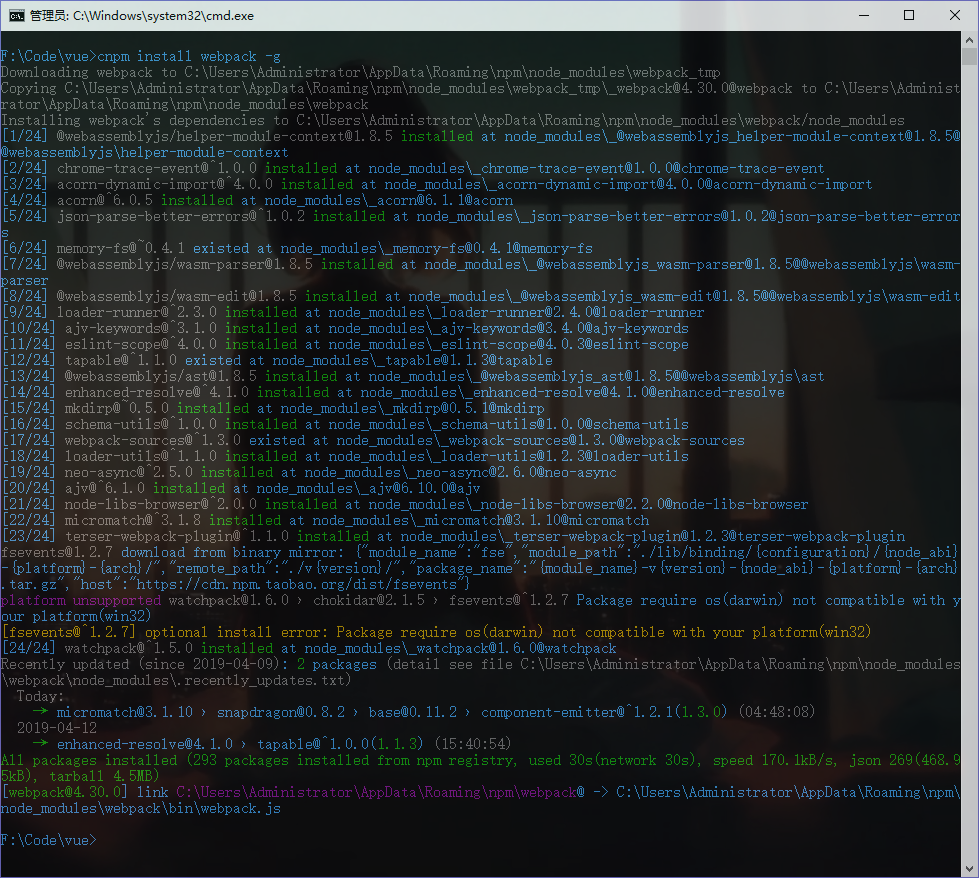 管理员: C:\Windows\system32\cmd.exe
F:\Code\vue>cnpm install webpack -g
Downloading webpack to C:\Users\Administrator\AppData\Roaming\npm\node_modules\webpack_tmp
Copying C:\Users\Administrator\AppData\Roaming\npm\node_modules\webpack_tmp\_webpack@4.30.0@webpack to C:\Users\Administ
rator\AppData\Roaming\npm\node_modules\webpack
Installing webpack's dependencies to C:\Users\Administrator\AppData\Roaming\npm\node_modules\webpack/node_modules
[1/24] @webassemblyjs/helper-module-context@1.8.5 installed at node_modules\_@webassemblyjs_helper-module-context@1.8.5@
@webassemblyjs\helper-module-context
[2/24] chrome-trace-event@^1.0.0 installed at node_modules\_chrome-trace-event@1.0.0@chrome-trace-event
[3/24] acorn-dynamic-import@^4.0.0 installed at node_modules\_acorn-dynamic-import@4.0.0@acorn-dynamic-import
[4/24] acorn@^6.0.5 installed at node_modules\_acorn@6.1.1@acorn
[5/24] json-parse-better-errors@^1.0.2 installed at node_modules\_json-parse-better-errors@1.0.2@json-parse-better-error
s
[6/24] memory-fs@~0.4.1 existed at node_modules\_memory-fs@0.4.1@memory-fs
[7/24] @webassemblyjs/wasm-parser@1.8.5 installed at node_modules\_@webassemblyjs_wasm-parser@1.8.5@@webassemblyjs\wasm-
parser
[8/24] @webassemblyjs/wasm-edit@1.8.5 installed at node_modules\_@webassemblyjs_wasm-edit@1.8.5@@webassemblyjs\wasm-edit
[9/24] loader-runner@^2.3.0 installed at node_modules\_loader-runner@2.4.0@loader-runner
[10/24] ajv-keywords@^3.1.0 installed at node_modules\_ajv-keywords@3.4.0@ajv-keywords
[11/24] eslint-scope@^4.0.0 installed at node_modules\_eslint-scope@4.0.3@eslint-scope
[12/24] tapable@^1.1.0 existed at node_modules\_tapable@1.1.3@tapable
[13/24] @webassemblyjs/ast@1.8.5 installed at node_modules\_@webassemblyjs_ast@1.8.5@@webassemblyjs\ast
[14/24] enhanced-resolve@^4.1.0 installed at node_modules\_enhanced-resolve@4.1.0@enhanced-resolve
[15/24] mkdirp@~0.5.0 installed at node_modules\_mkdirp@0.5.1@mkdirp
[16/24] schema-utils@^1.0.0 installed at node_modules\_schema-utils@1.0.0@schema-utils
[17/24] webpack-sources@^1.3.0 existed at node_modules\_webpack-sources@1.3.0@webpack-sources
[18/24] loader-utils@^1.1.0 installed at node_modules\_loader-utils@1.2.3@loader-utils
[19/24] neo-async@^2.5.0 installed at node_modules\_neo-async@2.6.0@neo-async
[20/24] ajv@^6.1.0 installed at node_modules\_ajv@6.10.0@ajv
[21/24] node-libs-browser@^2.0.0 installed at node_modules\_node-libs-browser@2.2.0@node-libs-browser
[22/24] micromatch@^3.1.8 installed at node_modules\_micromatch@3.1.10@micromatch
[23/24] terser-webpack-plugin@^1.1.0 installed at node_modules\_terser-webpack-plugin@1.2.3@terser-webpack-plugin
fsevents@1.2.7 download from binary mirror: {"module_name":"fse","module_path":"./lib/binding/{configuration}/{node_abi}
-{platform}-{arch}/","remote_path":"./v{version}/","package_name":"{module_name}-v{version}-{node_abi}-{platform}-{arch}
.tar.gz","host":"https://cdn.npm.taobao.org/dist/fsevents"}
platform unsupported watchpack@1.6.0 › chokidar@2.1.5 › fsevents@^1.2.7 Package require os(darwin) not compatible with y
our platform(win32)
[fsevents@^1.2.7] optional install error: Package require os(darwin) not compatible with your platform(win32)
[24/24] watchpack@^1.5.0 installed at node_modules\_watchpack@1.6.0@watchpack
Recently updated (since 2019-04-09): 2 packages (detail see file C:\Users\Administrator\AppData\Roaming\npm\node_modules
\webpack\node_modules\.recently_updates.txt)
Today:
→ micromatch@3.1.10 › snapdragon@0.8.2 › base@0.11.2 › component-emitter@^1.2.1(1.3.0) (04:48:08)
2019-04-12
→ enhanced-resolve@4.1.0 › tapable@^1.0.0(1.1.3) (15:40:54)
All packages installed (293 packages installed from npm registry, used 30s(network 30s), speed 170.1kB/s, json 269(468.9
5kB), tarball 4.5MB)
[webpack@4.30.0] link C:\Users\Administrator\AppData\Roaming\npm\webpack@ -> C:\Users\Administrator\AppData\Roaming\npm\
node_modules\webpack\bin\webpack.js
F:\Code\vue>